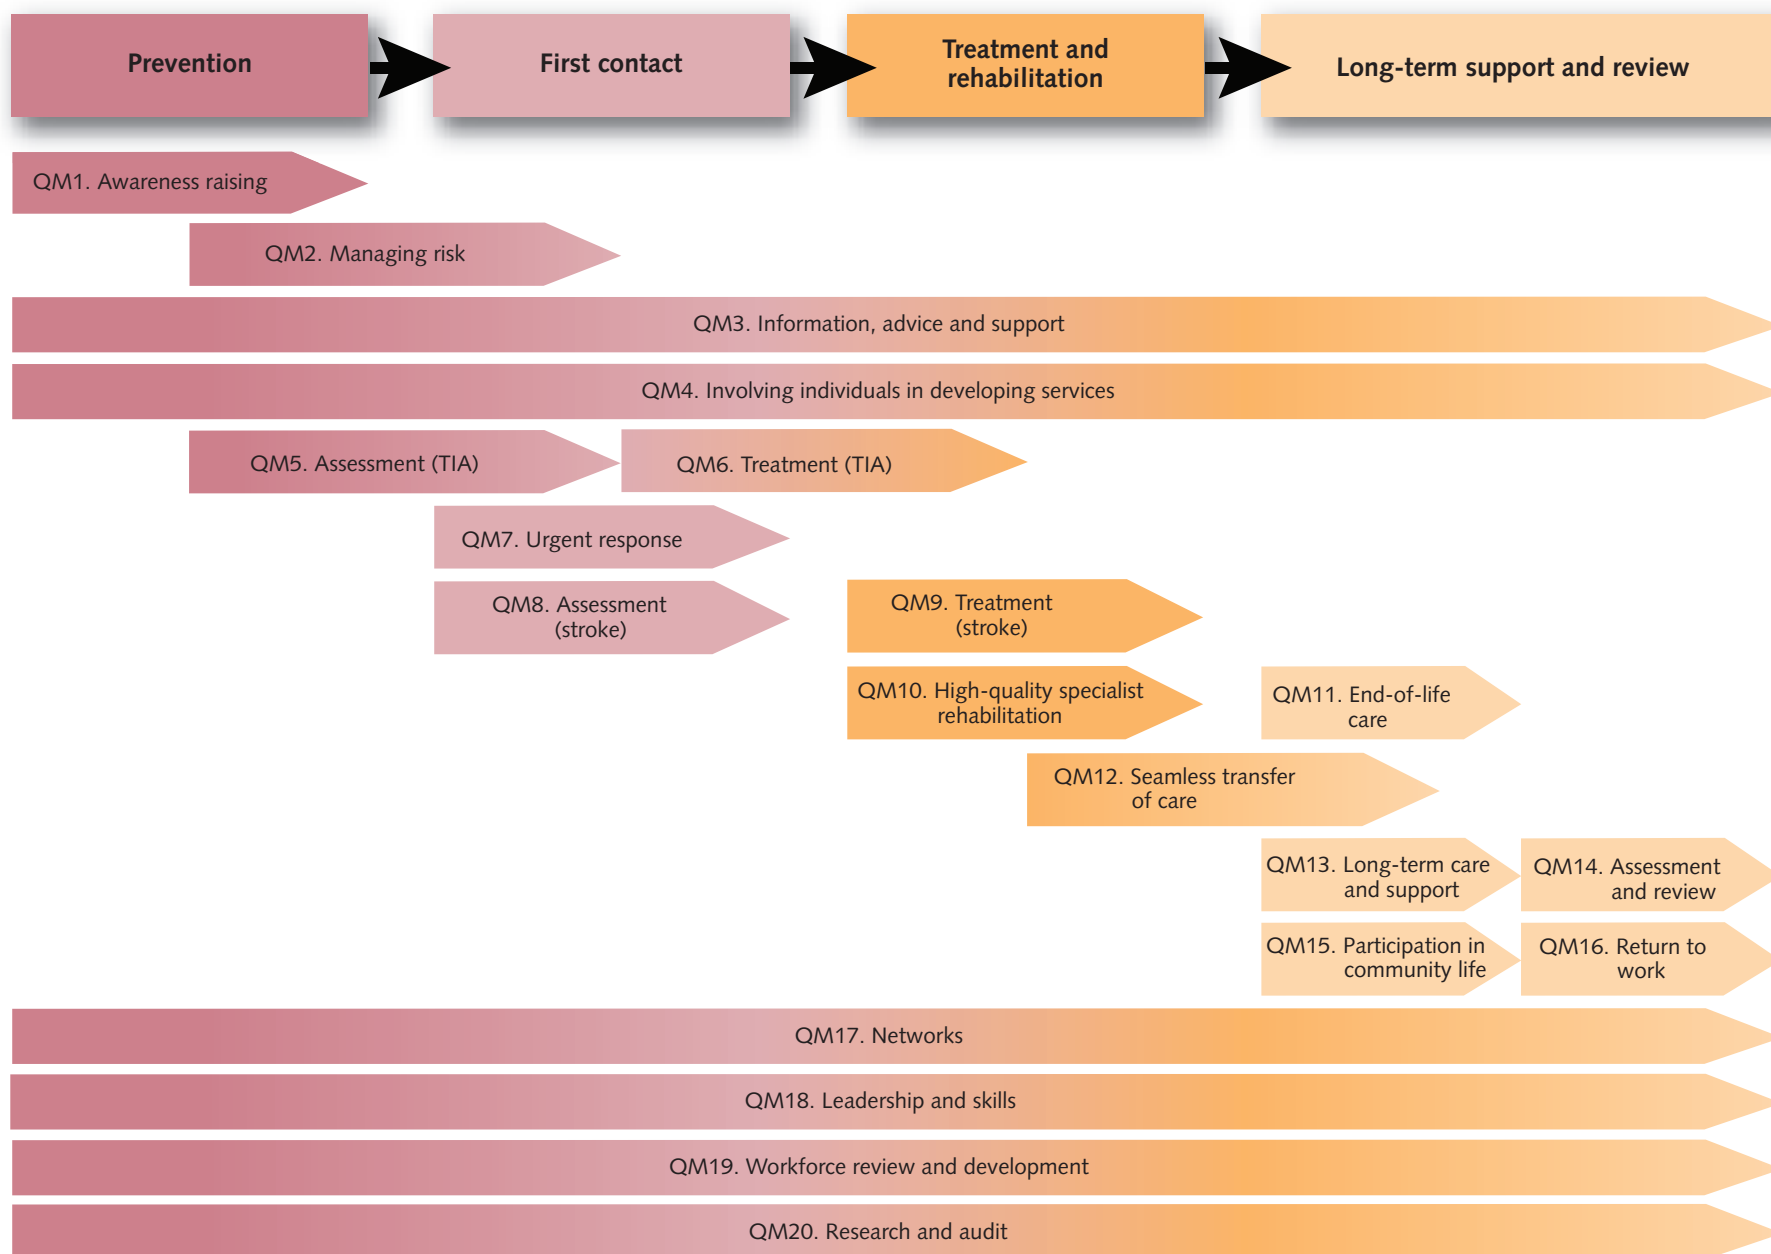 Prevention
First contact
Treatment and
rehabilitation
Long-term support and review
QM1. Awareness raising
QM2. Managing risk
QM3. Information, advice and support
QM4. Involving individuals in developing services
QM5. Assessment (TIA)
QM6. Treatment (TIA)
QM7. Urgent response
QM8. Assessment
(stroke)
QM9. Treatment
(stroke)
QM10. High-quality specialist
rehabilitation
QM11. End-of-life
care
QM12. Seamless transfer
of care
QM13. Long-term care
and support
QM14. Assessment
and review
QM15. Participation in
community life
QM16. Return to
work
QM17. Networks
QM18. Leadership and skills
QM19. Workforce review and development
QM20. Research and audit